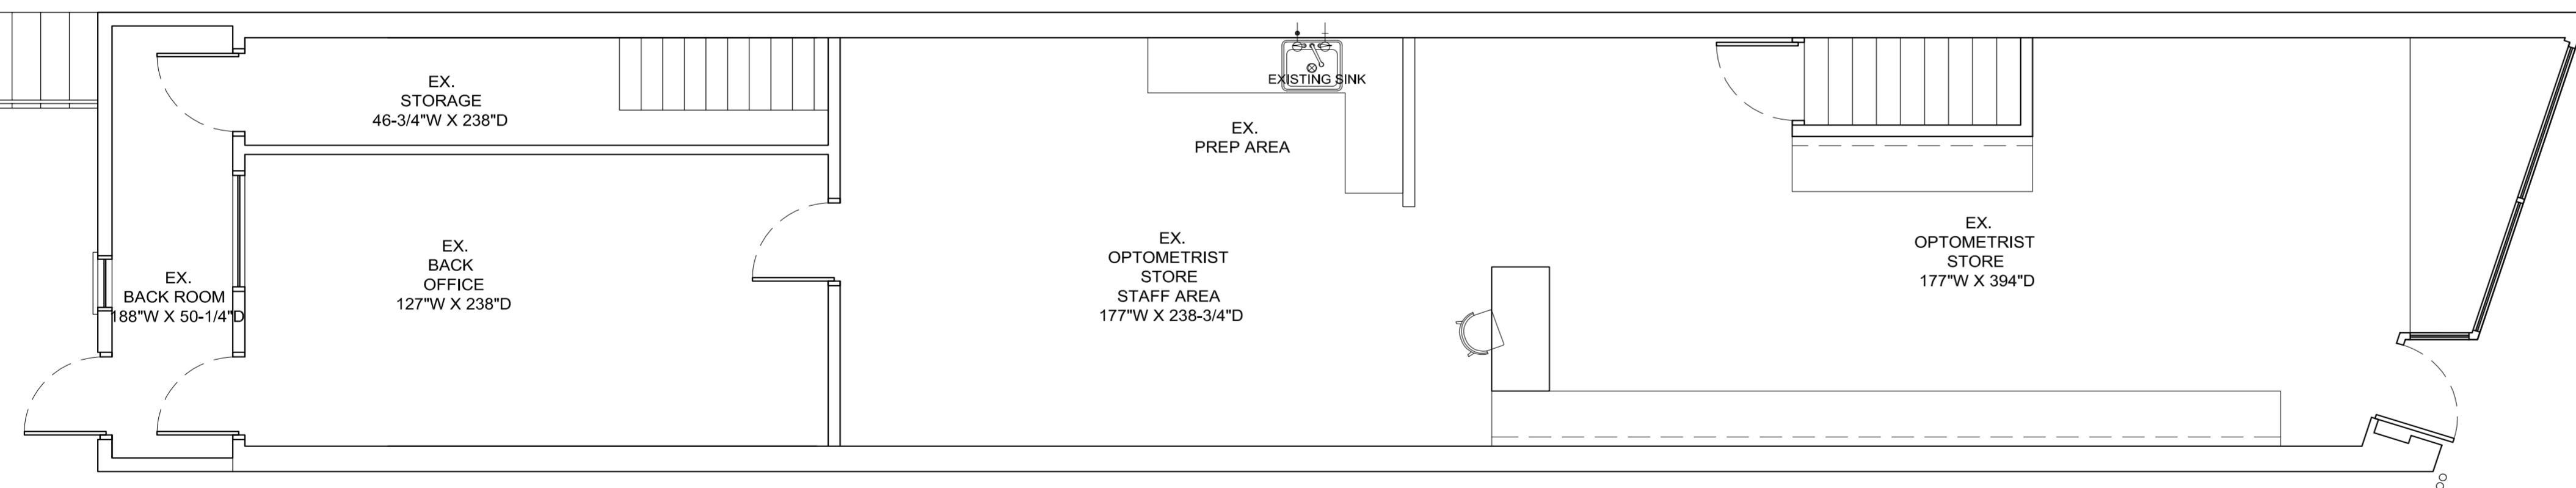 EX.
STORAGE
46-3/4"W X 238"D
EX.
BACK ROOM
188"W X 50-1/4"D
EX.
BACK
OFFICE
127"W X 238"D
EXISTING SINK
EX.
PREP AREA
EX.
OPTOMETRIST
STORE
STAFF AREA
177"W X 238-3/4"D
EX.
OPTOMETRIST
STORE
177"W X 394"D